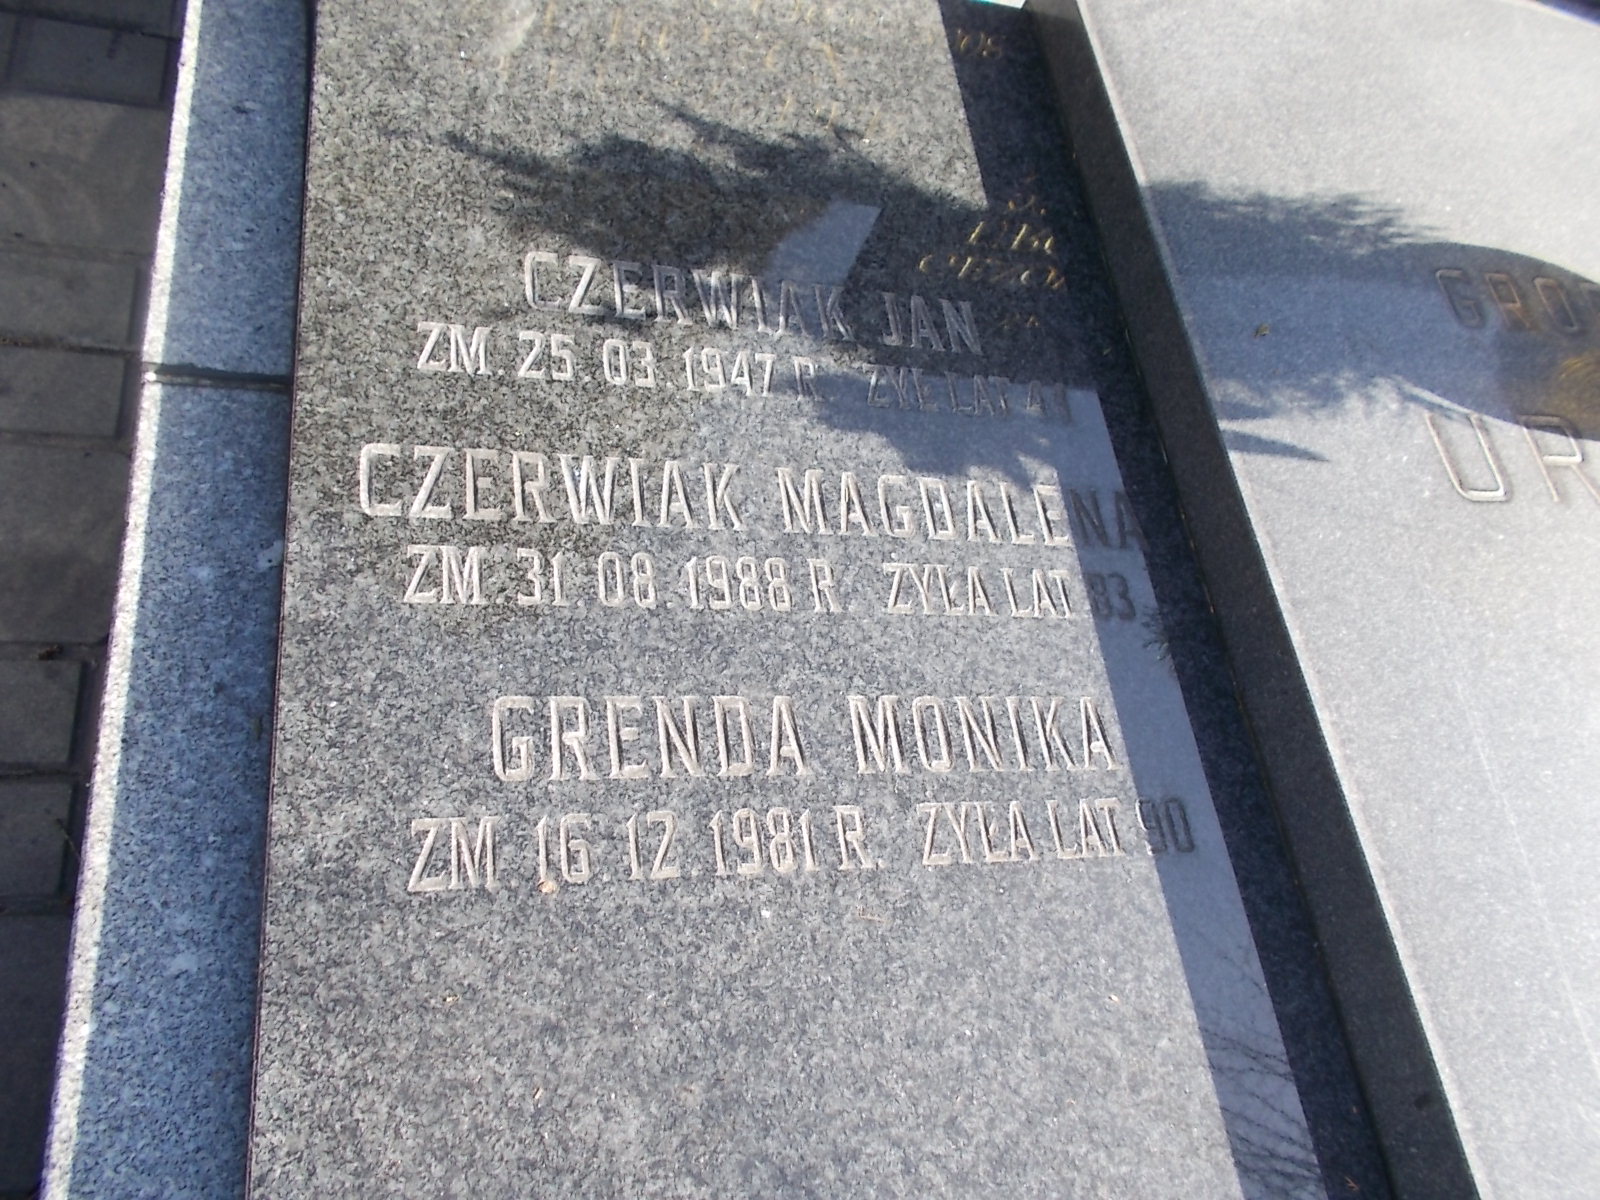 CZERWIAK JAN
ZM. 25. 03. 1947 R. ŻYŁ LAT
CZERWIAK MAGDALENA
ZM. 31. 08. 1988 R. ŻYŁA LAT 83
GRENDA MONIKA
ZM. 16. 12. 1981 R. ŻYŁA LAT 90